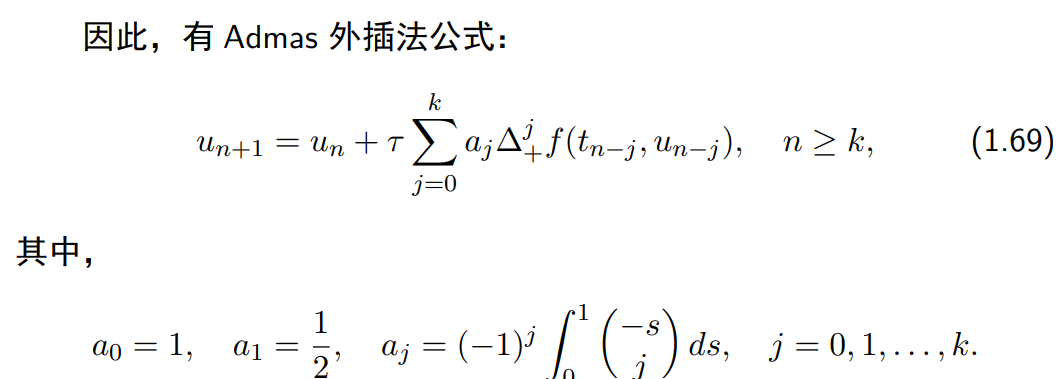 因此，有 Admas 外插法公式：
$$u_{n+1} = u_n + \tau \sum_{j=0}^{k} a_j \Delta_+^j f(t_{n-j}, u_{n-j}), \quad n \geq k, \quad (1.69)$$
其中，
$$a_0 = 1, \quad a_1 = \frac{1}{2}, \quad a_j = (-1)^j \int_0^1 \binom{-s}{j} ds, \quad j = 0, 1, \ldots, k.$$